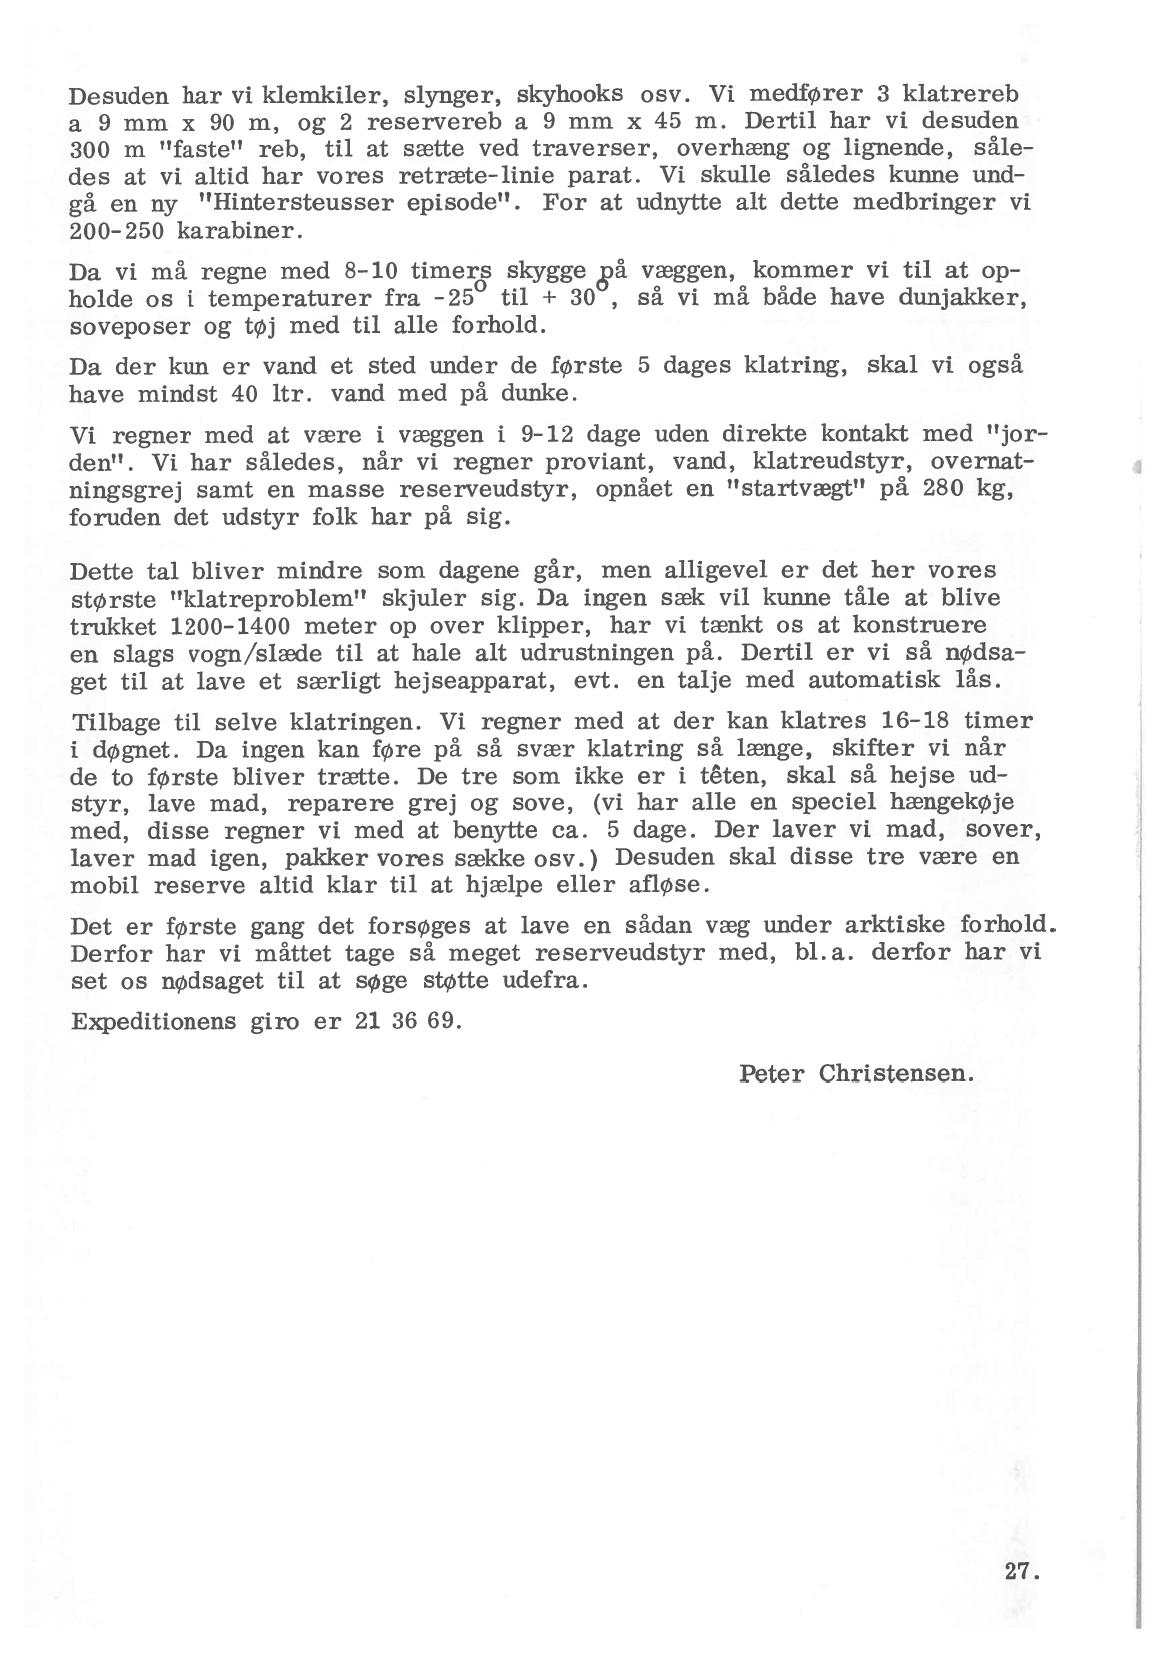 Desuden har vi klemkiler, slynger, skyhooks osv. Vi medfører 3 klatrereb
a 9 mm x 90 m, og 2 reservereb a 9 mm x 45 m. Dertil har vi desuden
300 m "faste" reb, til at sætte ved traverser, overhæng og lignende, såle-
des at vi altid har vores retræte-linie parat. Vi skulle således kunne und-
gå en ny "Hintersteusser episode". For at udnytte alt dette medbringer vi
200-250 karabiner.
Da vi må regne med 8-10 timers skygge på væggen, kommer vi til at op-
holde os i temperaturer fra -25° til + 30°, så vi må både have dunjakker,
soveposer og tøj med til alle forhold.
Da der kun er vand et sted under de første 5 dages klatring, skal vi også
have mindst 40 ltr. vand med på dunke.
Vi regner med at være i væggen i 9-12 dage uden direkte kontakt med "jor-
den". Vi har således, når vi regner proviant, vand, klatreudstyr, overnat-
ningsgrej samt en masse reserveudstyr, opnået en "startvægt" på 280 kg,
foruden det udstyr folk har på sig.
Dette tal bliver mindre som dagene går, men alligevel er det her vores
største "klatreproblem" skjuler sig. Da ingen sæk vil kunne tåle at blive
trukket 1200-1400 meter op over klipper, har vi tænkt os at konstruere
en slags vogn/slæde til at hale alt udrustningen på. Dertil er vi så nødsa-
get til at lave et særligt hejseapparat, evt. en talje med automatisk lås.
Tilbage til selve klatringen. Vi regner med at der kan klatres 16-18 timer
i døgnet. Da ingen kan føre på så svær klatring så længe, skifter vi når
de to første bliver trætte. De tre som ikke er i têten, skal så hejse ud-
styr, lave mad, reparere grej og sove, (vi har alle en speciel hængekøje
med, disse regner vi med at benytte ca. 5 dage. Der laver vi mad, sover,
laver mad igen, pakker vores sække osv.) Desuden skal disse tre være en
mobil reserve altid klar til at hjælpe eller afløse.
Det er første gang det forsøges at lave en sådan væg under arktiske forhold.
Derfor har vi måttet tage så meget reserveudstyr med, bl.a. derfor har vi
set os nødsaget til at søge støtte udefra.
Expeditionens giro er 21 36 69.
Peter Christensen.
27.